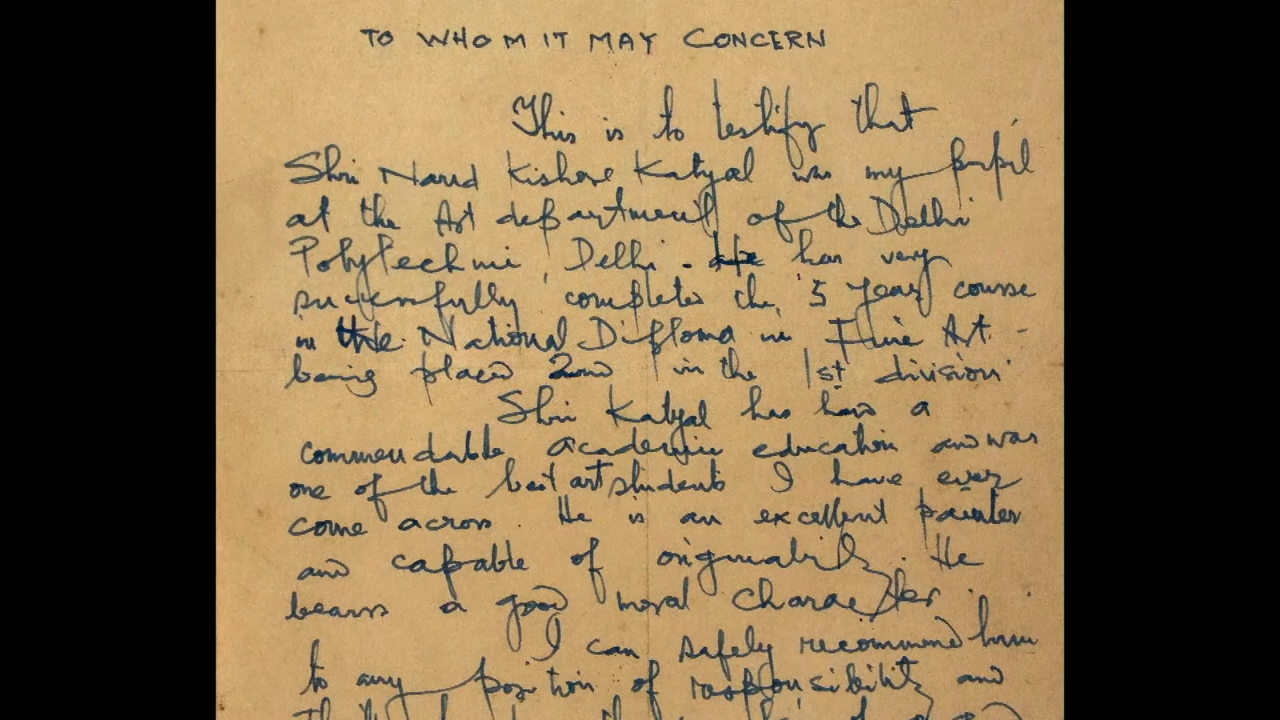 TO WHOM IT MAY CONCERN
This is to testify that
Shri Nand Kishore Katyal was my pupil
at the Art department of the Delhi
Polytechnic, Delhi. He has very
successfully completed the 5 year course
in the National Diploma in Fine Art -
being placed 2nd in the 1st division
Shri Katyal has had a
commendable academic education and was
one of the best art students I have ever
come across. He is an excellent painter
and capable of originality. He
bears a good moral character.
I can safely recommend him
to any position of responsibility and